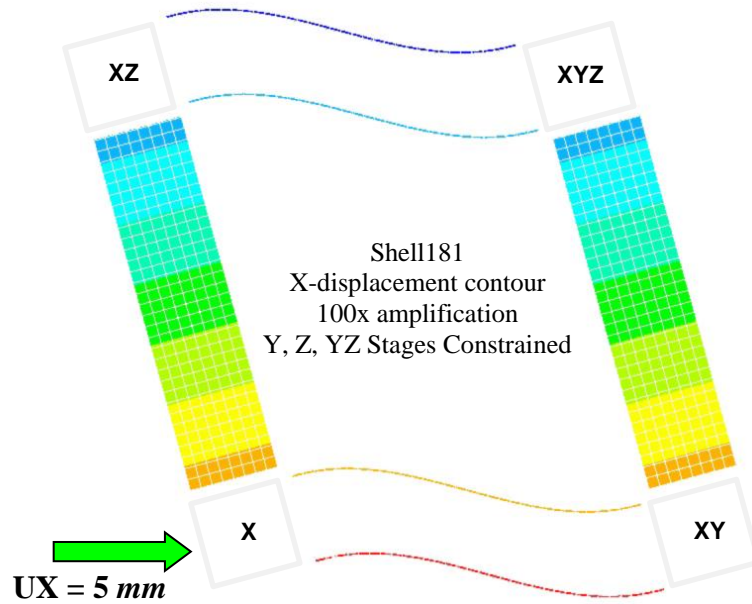 XZ
XYZ
Shell181
X-displacement contour
100x amplification
Y, Z, YZ Stages Constrained
X
XY
UX = 5 mm